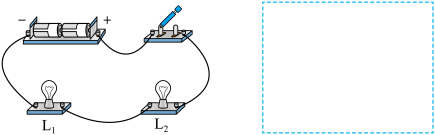 − +
L₁ L₂